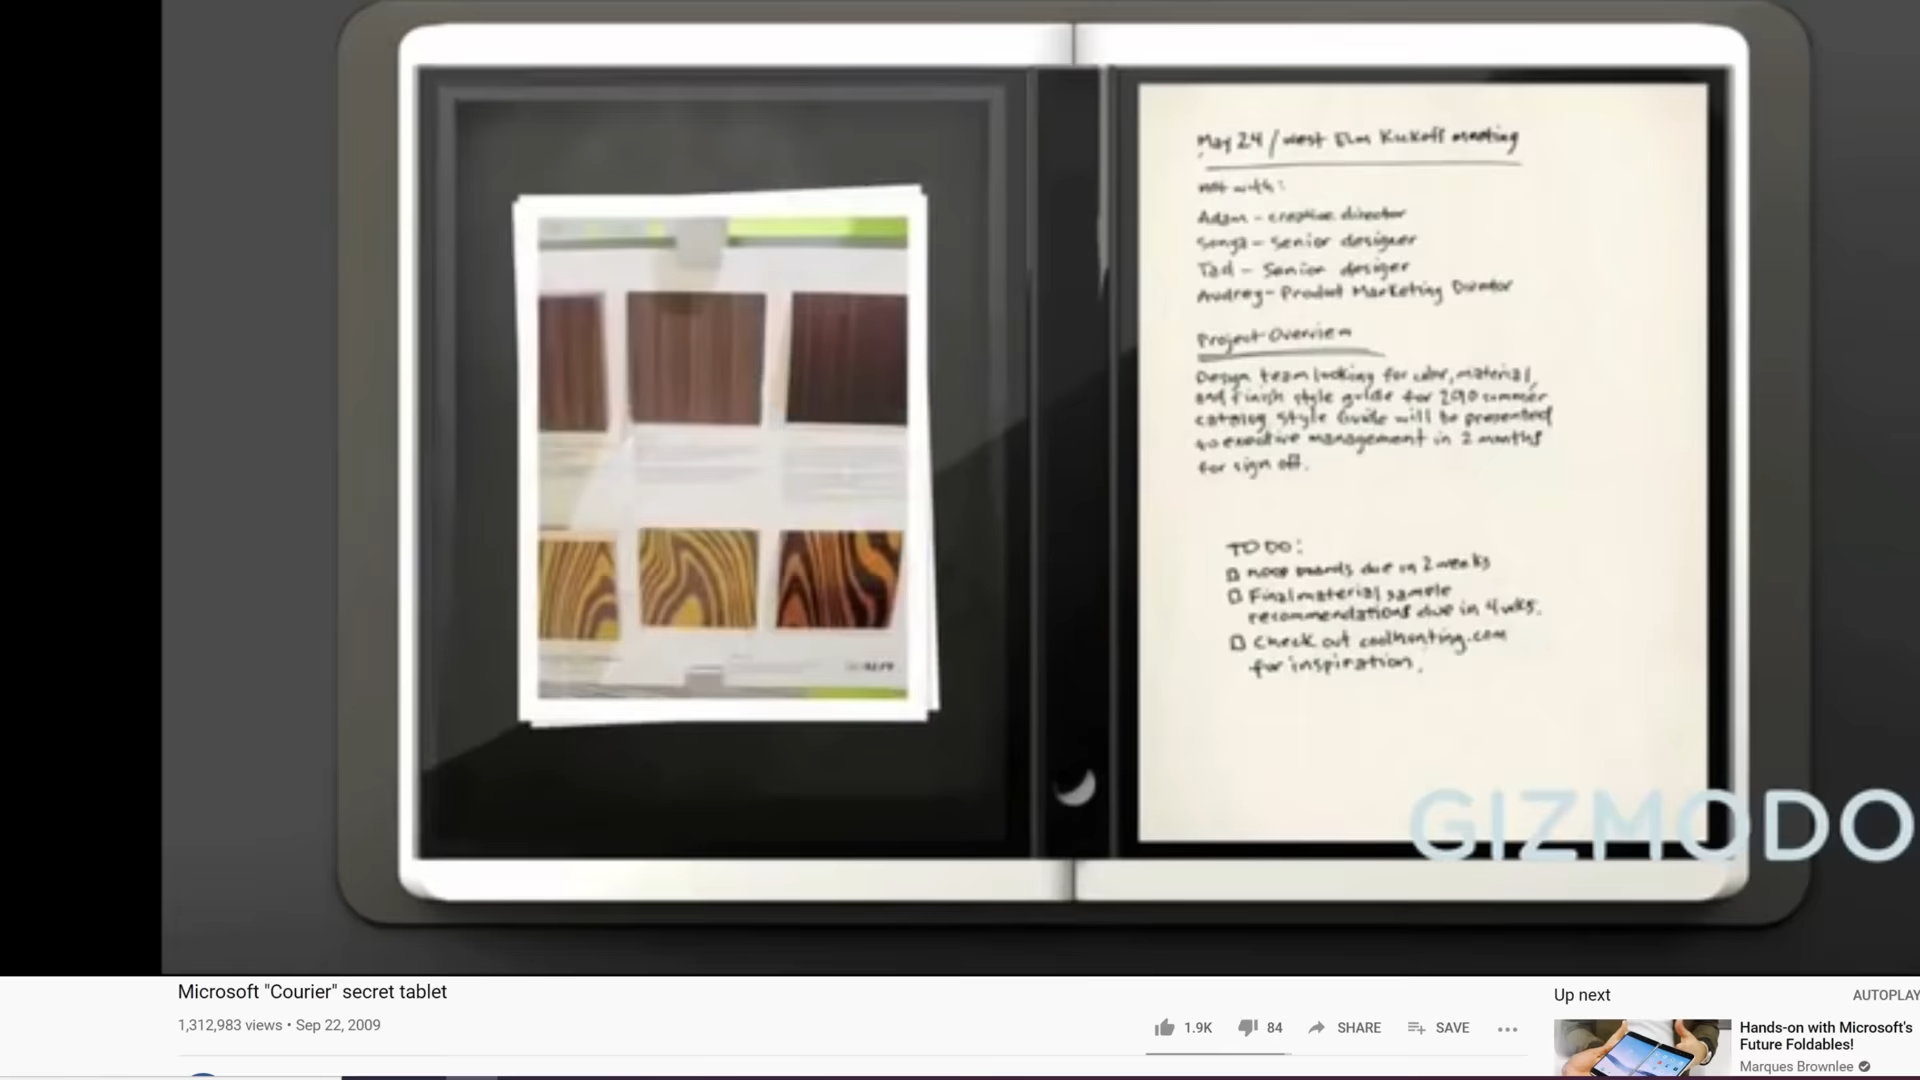 May 24 / west Elm Kickoff meeting
met with:
Adam - creative director
Sonya - Senior designer
Tad - Senior desiger
Audrey - Product Marketing Director
Project Overview
Design team looking for color, material,
and finish style guide for 2010 summer
catalog style Guide will be presented
to executive management in 2 months
for sign off.
TO DO:
boards due in 2 weeks
Final material sample
recommendations due in 4 wks.
Check out coolhunting.com
for inspiration.
GIZMODO
Microsoft "Courier" secret tablet
1,312,983 views • Sep 22, 2009
1.9K 84 SHARE SAVE
Up next AUTOPLAY
Hands-on with Microsoft's
Future Foldables!
Marques Brownlee